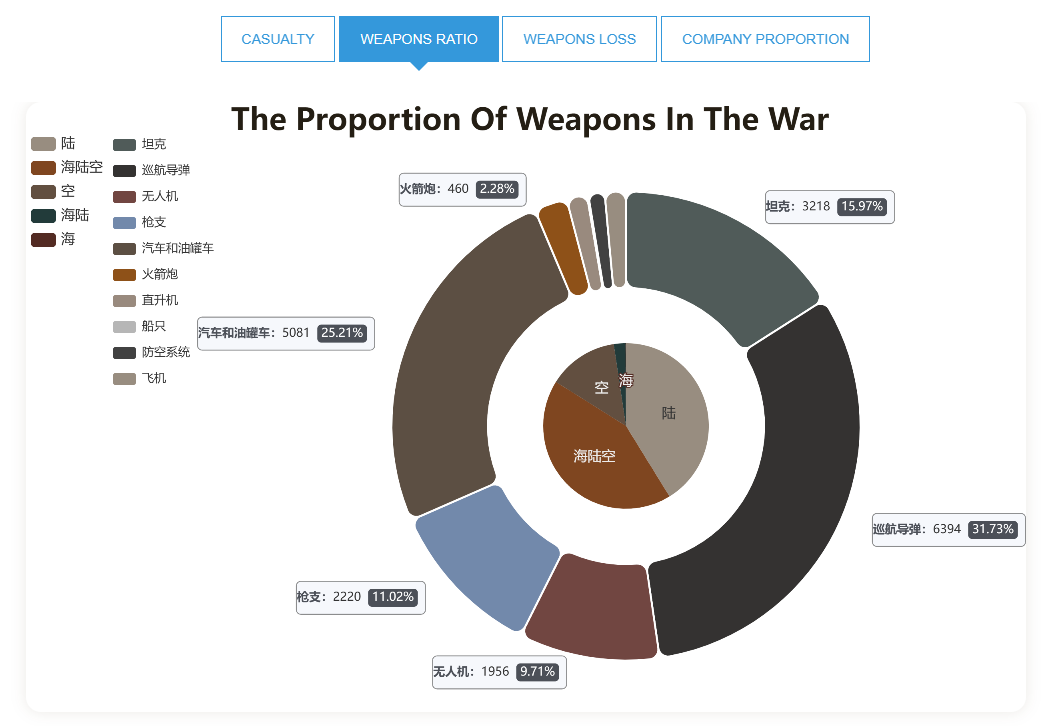 CASUALTY
WEAPONS RATIO
WEAPONS LOSS
COMPANY PROPORTION
The Proportion Of Weapons In The War
陆
海陆空
空
海陆
海
坦克
巡航导弹
无人机
枪支
汽车和油罐车
火箭炮
直升机
船只
防空系统
飞机
火箭炮：460 2.28%
坦克：3218 15.97%
汽车和油罐车：5081 25.21%
空
海
陆
海陆空
巡航导弹：6394 31.73%
枪支：2220 11.02%
无人机：1956 9.71%